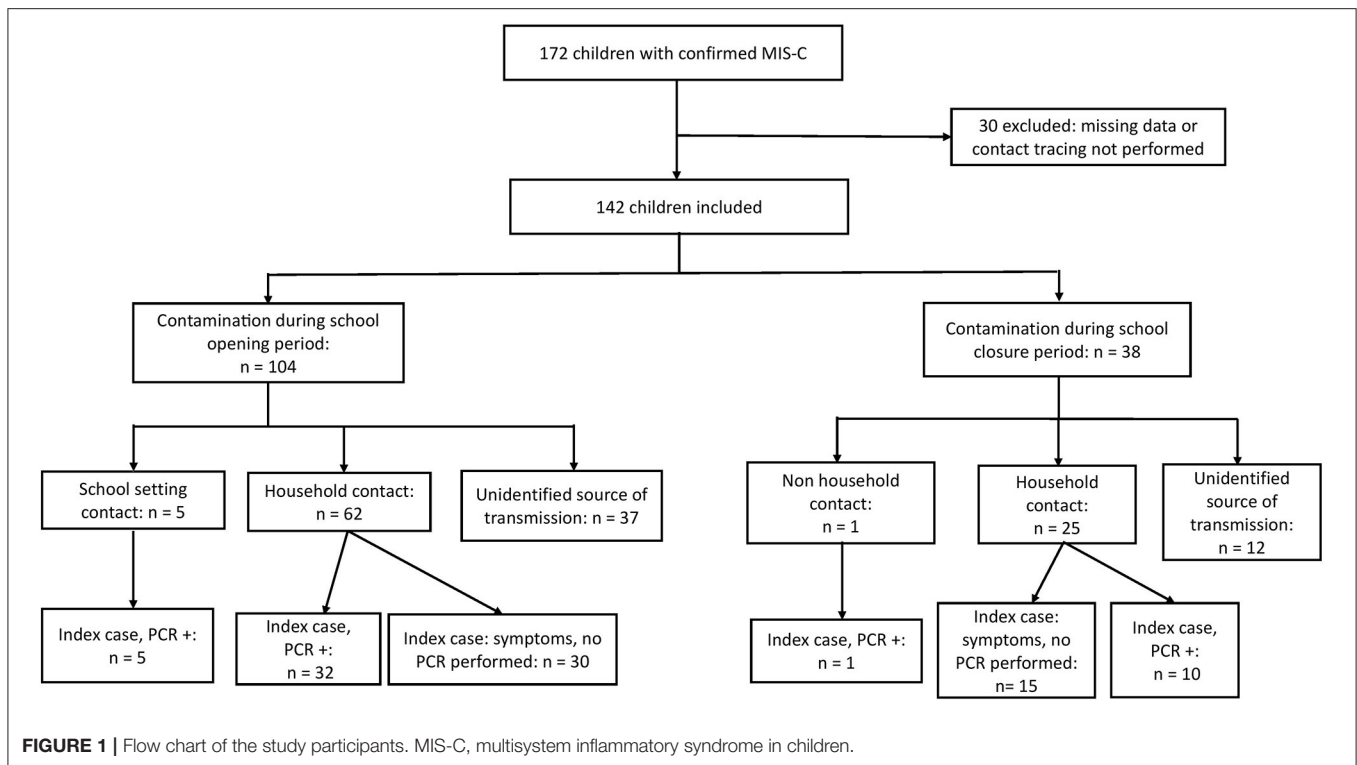 172 children with confirmed MIS-C
30 excluded: missing data or
contact tracing not performed
142 children included
Contamination during school
opening period:
n = 104
Contamination during school
closure period: n = 38
School setting
contact: n = 5
Household contact:
n = 62
Unidentified source of
transmission: n = 37
Non household
contact:
n = 1
Household
contact:
n = 25
Unidentified
source of
transmission:
n = 12
Index case, PCR +:
n = 5
Index case,
PCR +:
n = 32
Index case: symptoms, no
PCR performed: n = 30
Index case, PCR +:
n = 1
Index case:
symptoms, no
PCR performed:
n= 15
Index case,
PCR +:
n = 10
FIGURE 1 | Flow chart of the study participants. MIS-C, multisystem inflammatory syndrome in children.